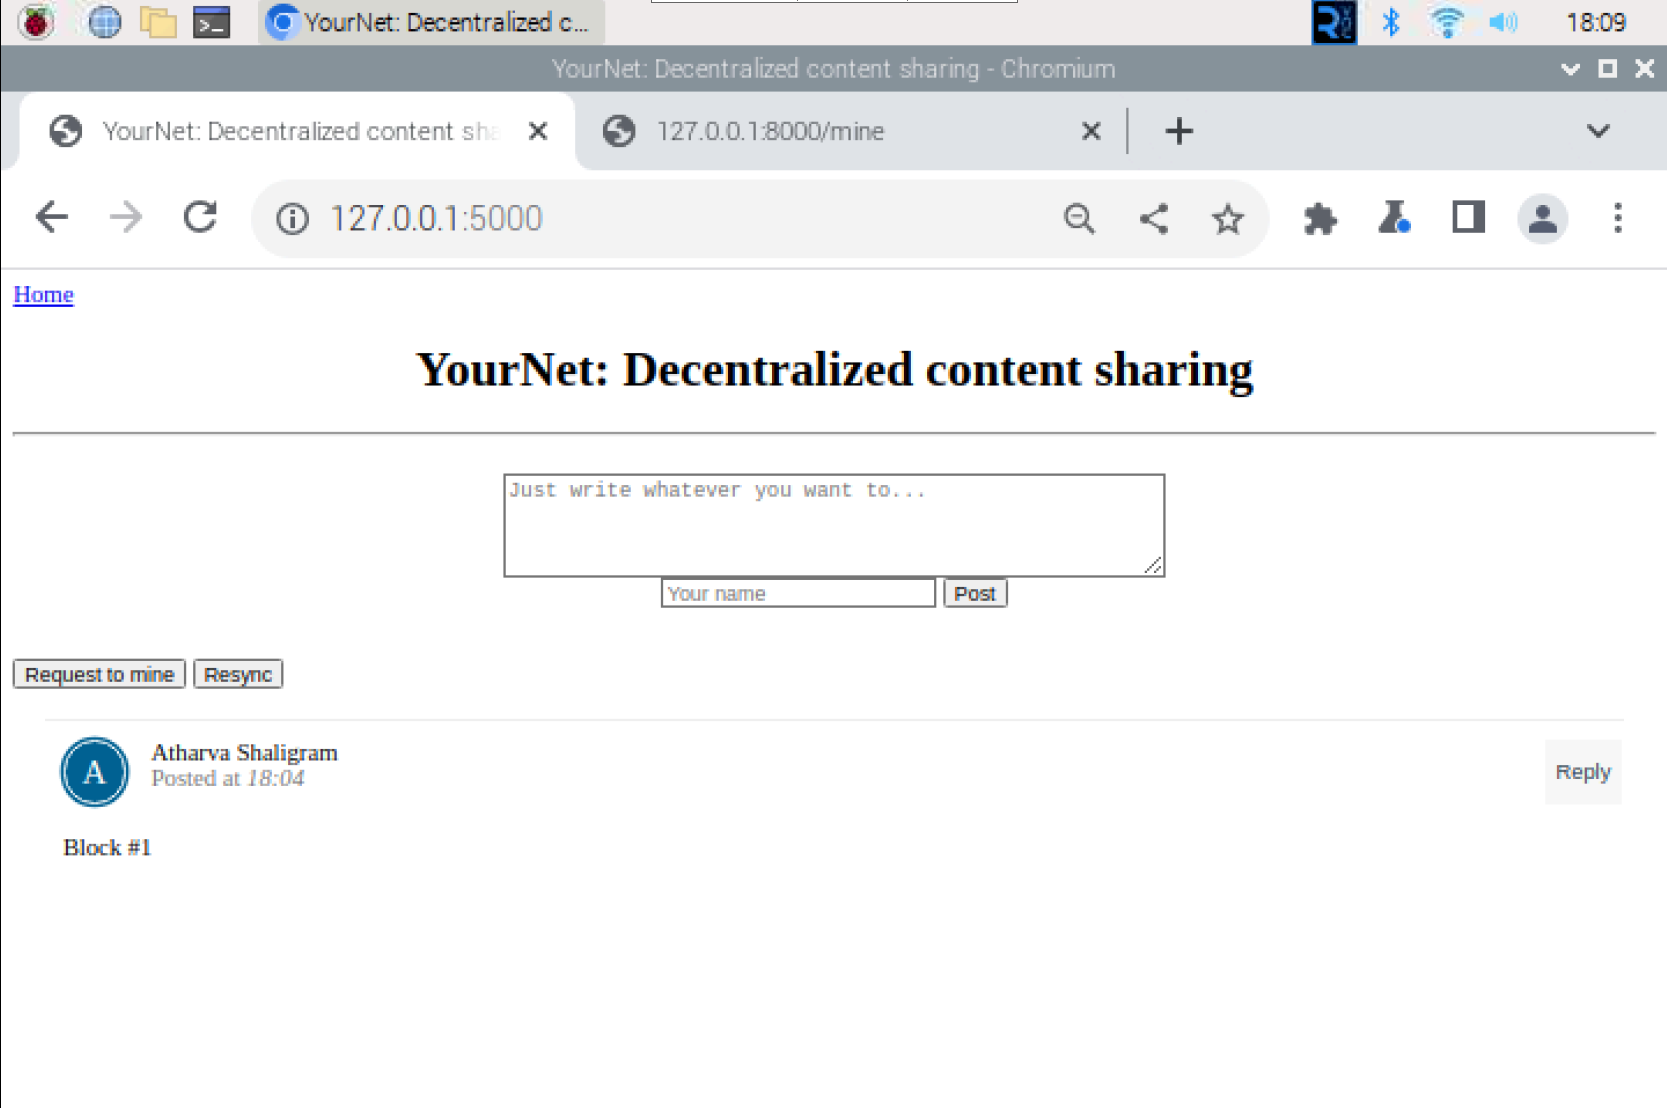 YourNet: Decentralized c...
18:09
YourNet: Decentralized content sharing - Chromium
YourNet: Decentralized content sha
127.0.0.1:8000/mine
127.0.0.1:5000
Home
YourNet: Decentralized content sharing
Just write whatever you want to...
Your name
Post
Request to mine
Resync
A
Atharva Shaligram
Posted at 18:04
Reply
Block #1